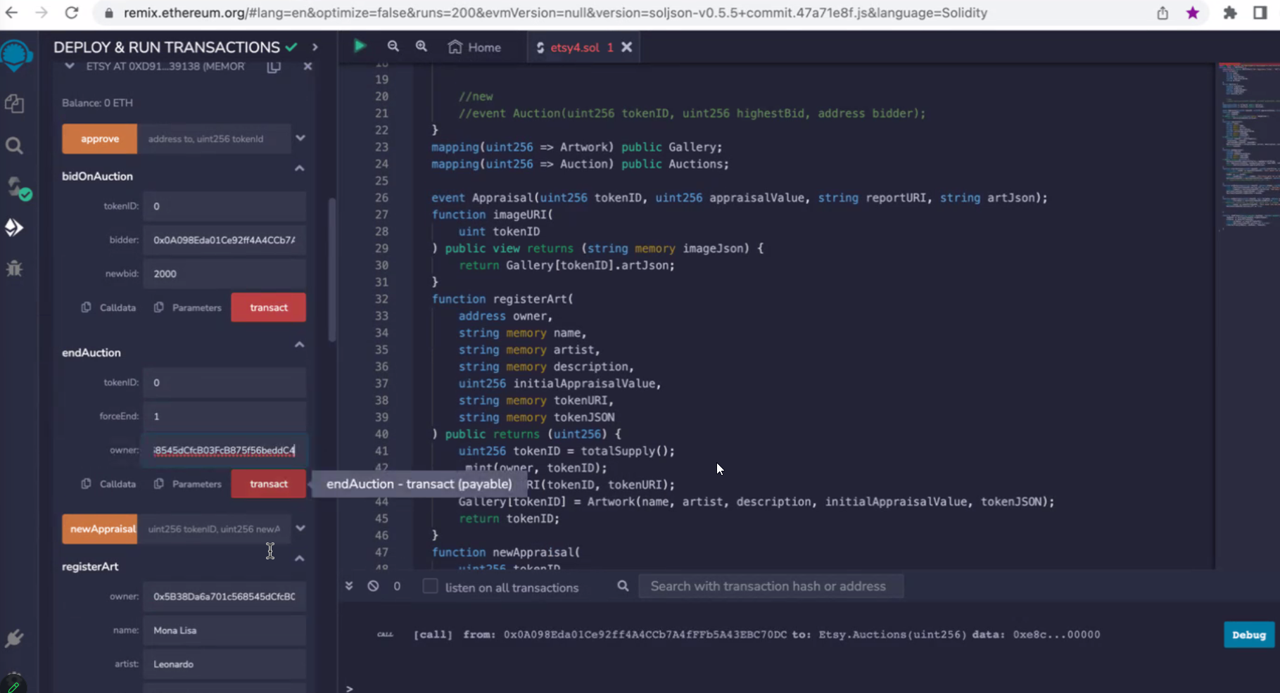 remix.ethereum.org/#lang=en&optimize=false&runs=200&evmVersion=null&version=soljson-v0.5.5+commit.47a71e8f.js&language=Solidity
DEPLOY & RUN TRANSACTIONS
ETSY AT 0XD91...39138 (MEMOR
Balance: 0 ETH
approve address to, uint256 tokenId
bidOnAuction
tokenID: 0
bidder: 0x0A098Eda01Ce92ff4A4CCb7A
newbid: 2000
Calldata Parameters transact
endAuction
tokenID: 0
forceEnd: 1
owner: 8545dCfcB03FcB875f56beddC4
Calldata Parameters transact
endAuction - transact (payable)
newAppraisal uint256 tokenID, uint256 newA
registerArt
owner: 0x5B38Da6a701c568545dCfcBC
name: Mona Lisa
artist: Leonardo
Home
etsy4.sol 1
18
19
20 //new
21 //event Auction(uint256 tokenID, uint256 highestBid, address bidder);
22 }
23 mapping(uint256 => Artwork) public Gallery;
24 mapping(uint256 => Auction) public Auctions;
25
26 event Appraisal(uint256 tokenID, uint256 appraisalValue, string reportURI, string artJson);
27 function imageURI(
28 uint tokenID
29 ) public view returns (string memory imageJson) {
30 return Gallery[tokenID].artJson;
31 }
32 function registerArt(
33 address owner,
34 string memory name,
35 string memory artist,
36 string memory description,
37 uint256 initialAppraisalValue,
38 string memory tokenURI,
39 string memory tokenJSON
40 ) public returns (uint256) {
41 uint256 tokenID = totalSupply();
42 _mint(owner, tokenID);
RI(tokenID, tokenURI);
44 Gallery[tokenID] = Artwork(name, artist, description, initialAppraisalValue, tokenJSON);
45 return tokenID;
46 }
47 function newAppraisal(
48 uint256 tokenID
0 listen on all transactions Search with transaction hash or address
CALL [call] from: 0x0A098Eda01Ce92ff4A4CCb7A4fFFb5A43EBC70DC to: Etsy.Auctions(uint256) data: 0xe8c...00000 Debug
>